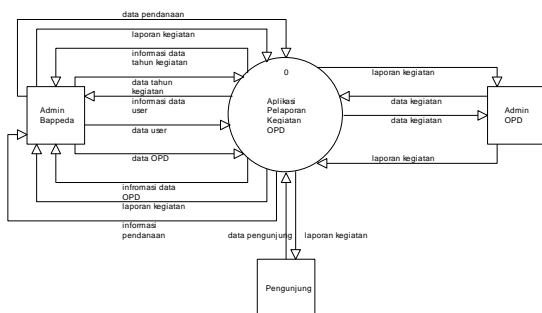 data pendanaan
laporan kegiatan
informasi data
tahun kegiatan
data tahun
kegiatan
informasi data
user
data user
data OPD
infromasi data
OPD
laporan kegiatan
informasi
pendanaan
Admin
Bappeda
0
Aplikasi
Pelaporan
Kegiatan
OPD
laporan kegiatan
data kegiatan
data kegiatan
laporan kegiatan
Admin
OPD
data pengunjung
laporan kegiatan
Pengunjung